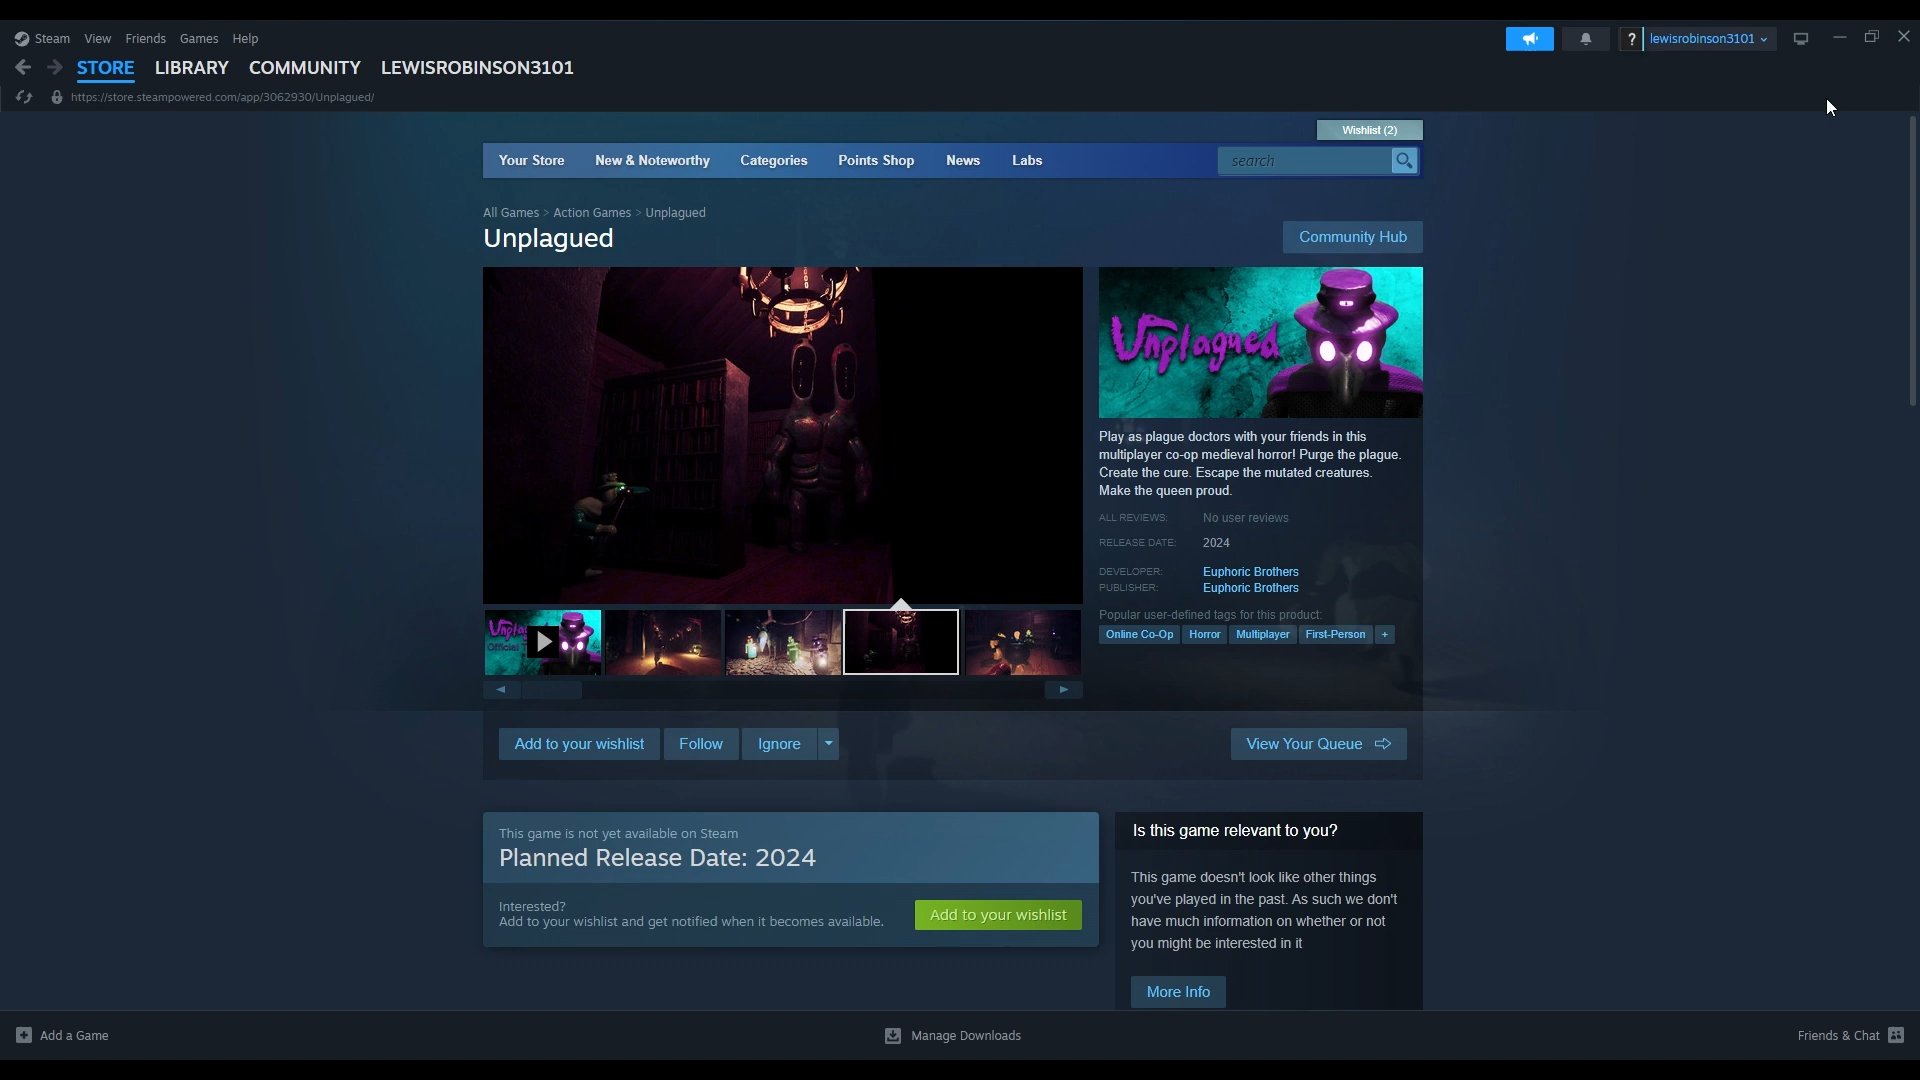 Steam View Friends Games Help
? lewisrobinson3101
STORE LIBRARY COMMUNITY LEWISROBINSON3101
https://store.steampowered.com/app/3062930/Unplagued/
Wishlist (2)
Your Store New & Noteworthy Categories Points Shop News Labs
search
All Games > Action Games > Unplagued
Unplagued
Community Hub
Unplagued
Play as plague doctors with your friends in this
multiplayer co-op medieval horror! Purge the plague.
Create the cure. Escape the mutated creatures.
Make the queen proud.
ALL REVIEWS: No user reviews
RELEASE DATE: 2024
DEVELOPER: Euphoric Brothers
PUBLISHER: Euphoric Brothers
Popular user-defined tags for this product:
Online Co-Op Horror Multiplayer First-Person +
Add to your wishlist Follow Ignore
View Your Queue
This game is not yet available on Steam
Planned Release Date: 2024
Interested?
Add to your wishlist and get notified when it becomes available.
Add to your wishlist
Is this game relevant to you?
This game doesn't look like other things
you've played in the past. As such we don't
have much information on whether or not
you might be interested in it
More Info
Add a Game
Manage Downloads
Friends & Chat